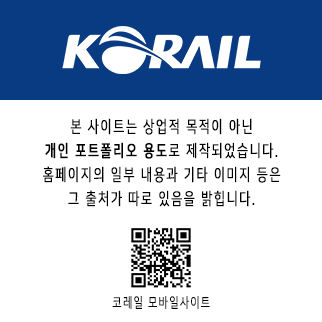 KORAIL
본 사이트는 상업적 목적이 아닌
개인 포트폴리오 용도로 제작되었습니다.
홈페이지의 일부 내용과 기타 이미지 등은
그 출처가 따로 있음을 밝힙니다.
코레일 모바일사이트